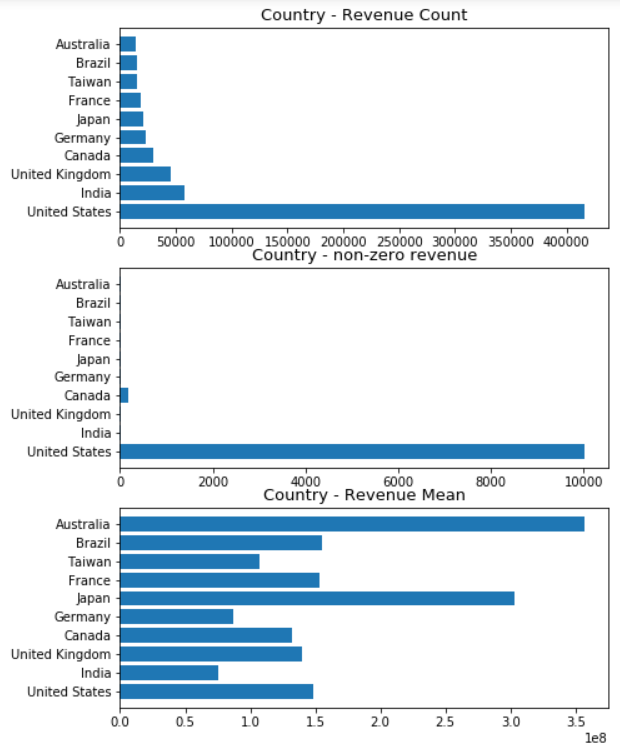 Country - Revenue Count
Australia
Brazil
Taiwan
France
Japan
Germany
Canada
United Kingdom
India
United States
0 50000 100000 150000 200000 250000 300000 350000 400000
Country - non-zero revenue
Australia
Brazil
Taiwan
France
Japan
Germany
Canada
United Kingdom
India
United States
0 2000 4000 6000 8000 10000
Country - Revenue Mean
Australia
Brazil
Taiwan
France
Japan
Germany
Canada
United Kingdom
India
United States
0.0 0.5 1.0 1.5 2.0 2.5 3.0 3.5
1e8